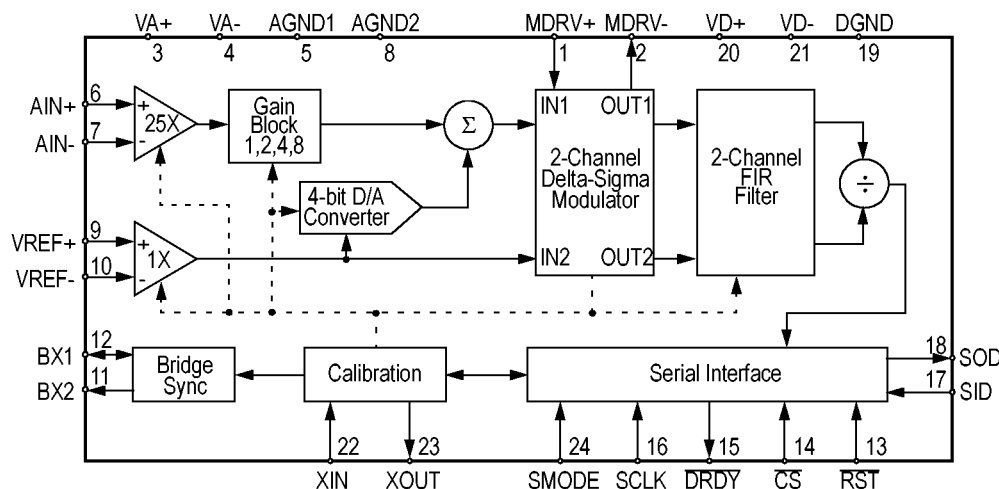 VA+ VA- AGND1 AGND2 MDRV+ MDRV- VD+ VD- DGND
3 4 5 8 1 2 20 21 19
AIN+ 6
AIN- 7
+
-
25X
Gain
Block
1,2,4,8
Σ
IN1 OUT1
2-Channel
Delta-Sigma
Modulator
IN2 OUT2
2-Channel
FIR
Filter
÷
4-bit D/A
Converter
VREF+ 9
VREF- 10
+
-
1X
BX1 12
BX2 11
Bridge
Sync
Calibration
Serial Interface
18 SOD
17 SID
22 23 24 16 15 14 13
XIN XOUT SMODE SCLK D̅R̅D̅Y̅ C̅S̅ R̅S̅T̅